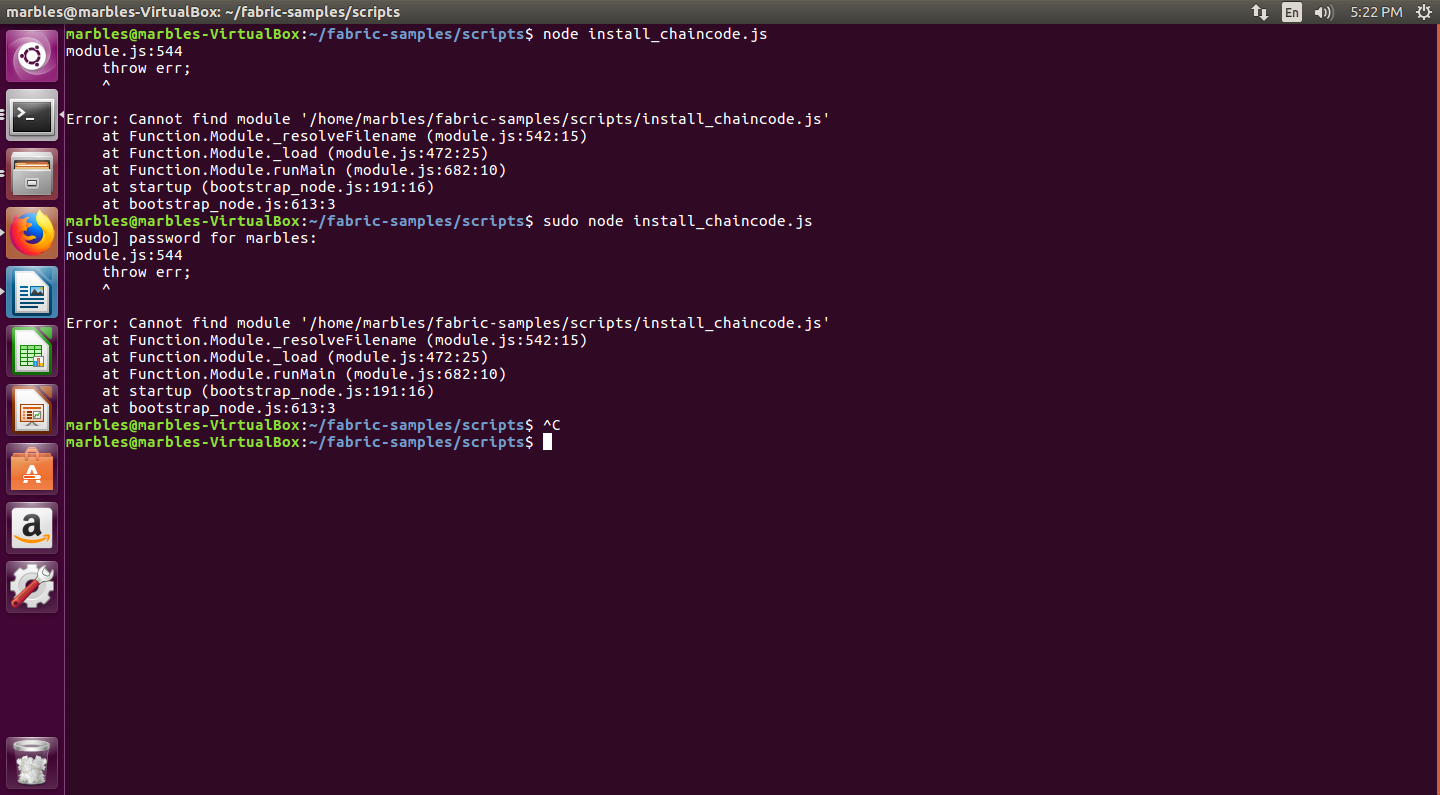 marbles@marbles-VirtualBox: ~/fabric-samples/scripts
En
5:22 PM
marbles@marbles-VirtualBox:~/fabric-samples/scripts$ node install_chaincode.js
module.js:544
    throw err;
    ^

Error: Cannot find module '/home/marbles/fabric-samples/scripts/install_chaincode.js'
    at Function.Module._resolveFilename (module.js:542:15)
    at Function.Module._load (module.js:472:25)
    at Function.Module.runMain (module.js:682:10)
    at startup (bootstrap_node.js:191:16)
    at bootstrap_node.js:613:3
marbles@marbles-VirtualBox:~/fabric-samples/scripts$ sudo node install_chaincode.js
[sudo] password for marbles:
module.js:544
    throw err;
    ^

Error: Cannot find module '/home/marbles/fabric-samples/scripts/install_chaincode.js'
    at Function.Module._resolveFilename (module.js:542:15)
    at Function.Module._load (module.js:472:25)
    at Function.Module.runMain (module.js:682:10)
    at startup (bootstrap_node.js:191:16)
    at bootstrap_node.js:613:3
marbles@marbles-VirtualBox:~/fabric-samples/scripts$ ^C
marbles@marbles-VirtualBox:~/fabric-samples/scripts$